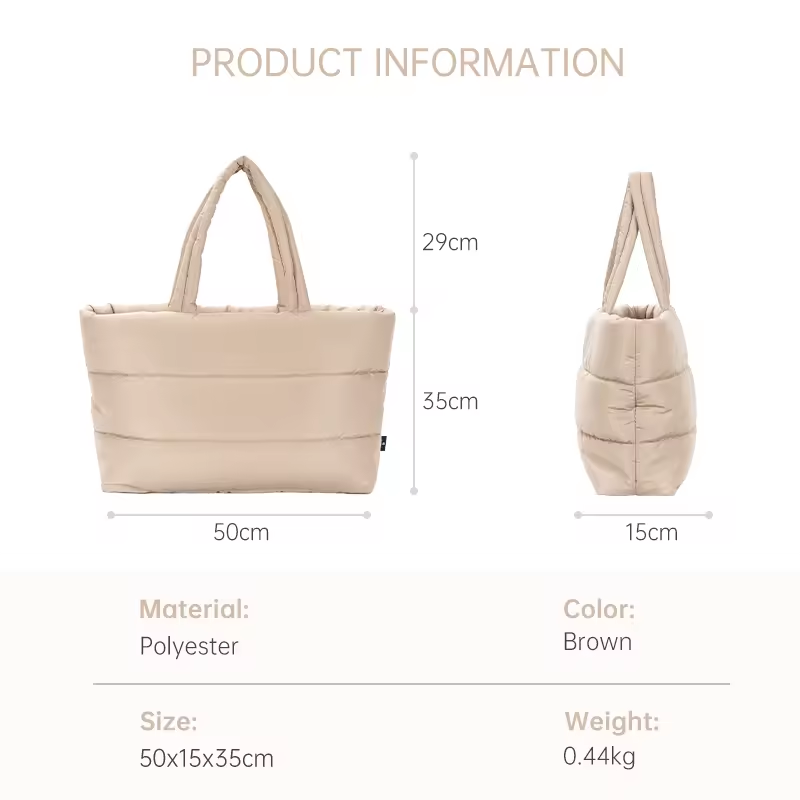 PRODUCT INFORMATION
29cm
35cm
50cm
15cm
Material:
Polyester
Color:
Brown
Size:
50x15x35cm
Weight:
0.44kg